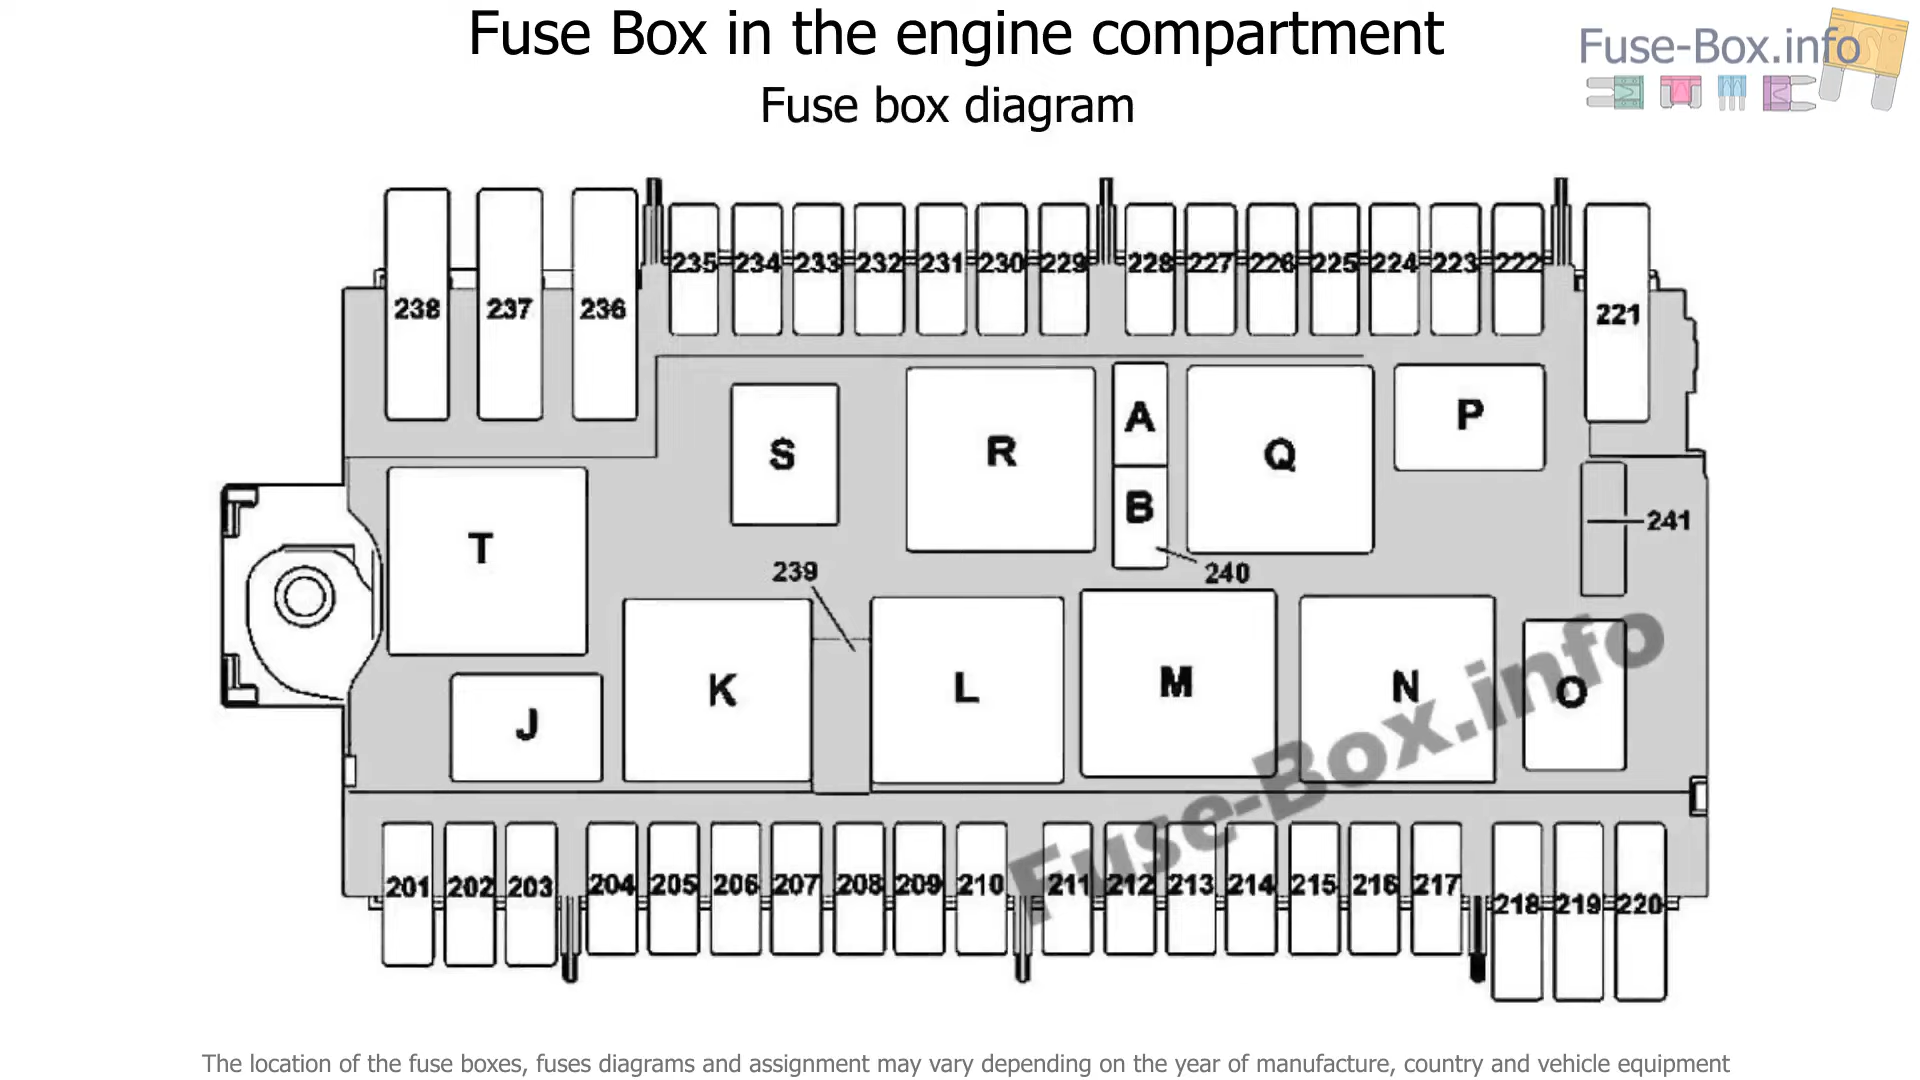 Fuse Box in the engine compartment
Fuse-Box.info
Fuse box diagram
235 234 233 232 231 230 229 228 227 226 225 224 223 222
238 237 236 221
S R A Q P
B
T 241
239 240
K L M N O
J
Fuse-Box.info
201 202 203 204 205 206 207 208 209 210 211 212 213 214 215 216 217
218 219 220
The location of the fuse boxes, fuses diagrams and assignment may vary depending on the year of manufacture, country and vehicle equipment